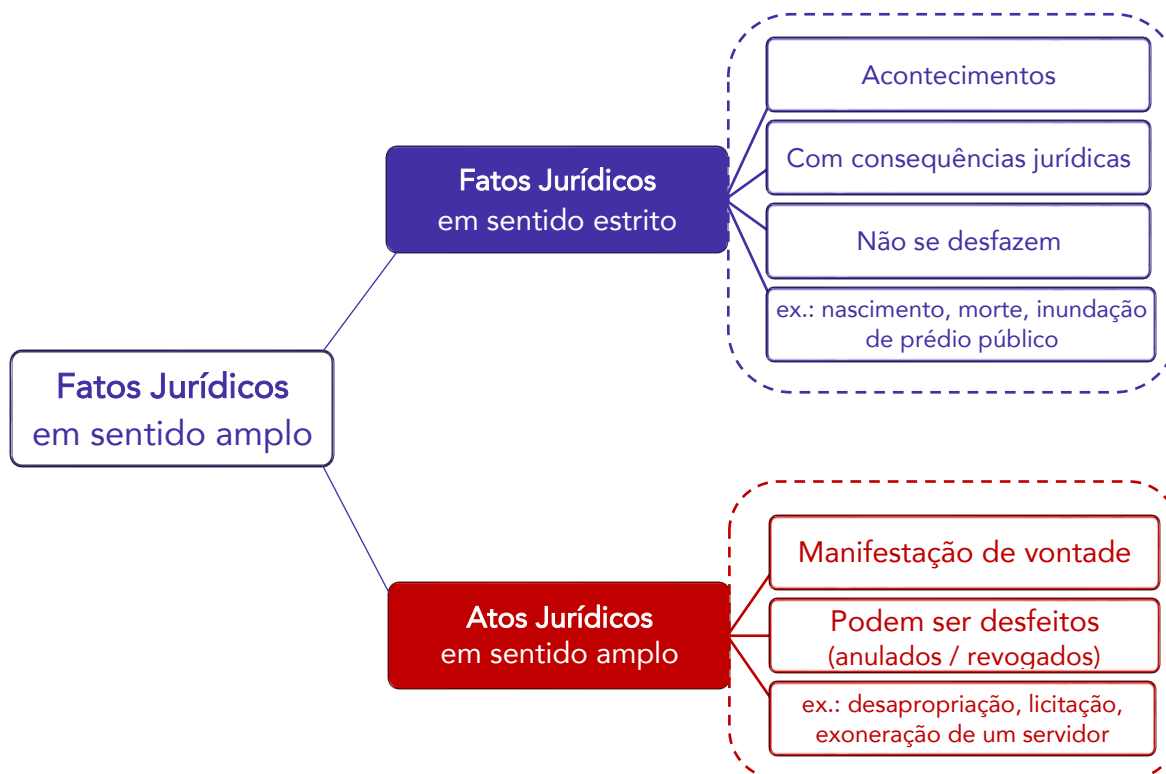 Fatos Jurídicos
em sentido amplo
Fatos Jurídicos
em sentido estrito
Acontecimentos
Com consequências jurídicas
Não se desfazem
ex.: nascimento, morte, inundação
de prédio público
Atos Jurídicos
em sentido amplo
Manifestação de vontade
Podem ser desfeitos
(anulados / revogados)
ex.: desapropriação, licitação,
exoneração de um servidor